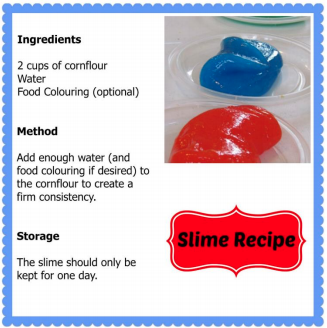 Ingredients
2 cups of cornflour
Water
Food Colouring (optional)
Method
Add enough water (and
food colouring if desired) to
the cornflour to create a
firm consistency.
Storage
The slime should only be
kept for one day.
Slime Recipe